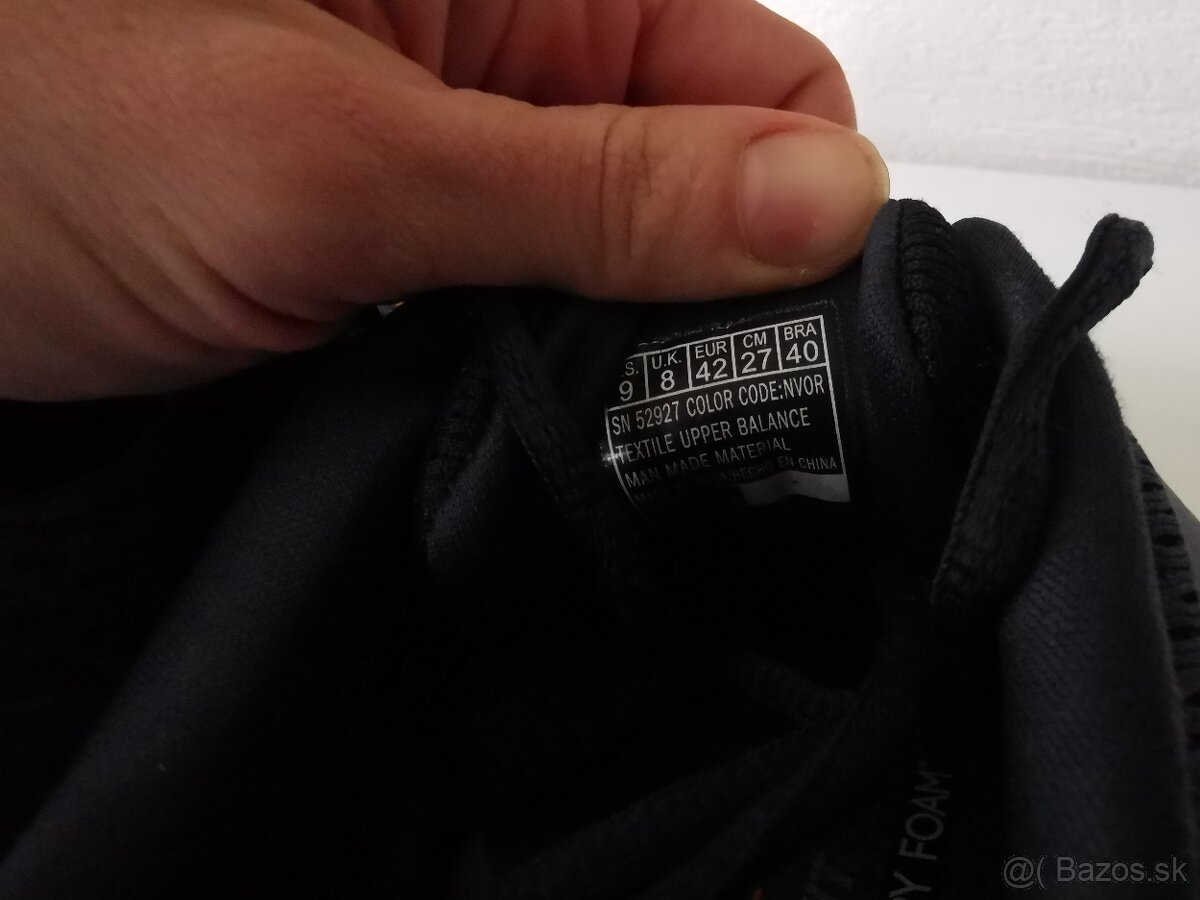 .S. U.K. EUR CM BRA
9 8 42 27 40
SN 52927 COLOR CODE:NVOR
TEXTILE UPPER BALANCE
MAN MADE MATERIAL
HECHO EN CHINA
Y FOAM
@( Bazos.sk